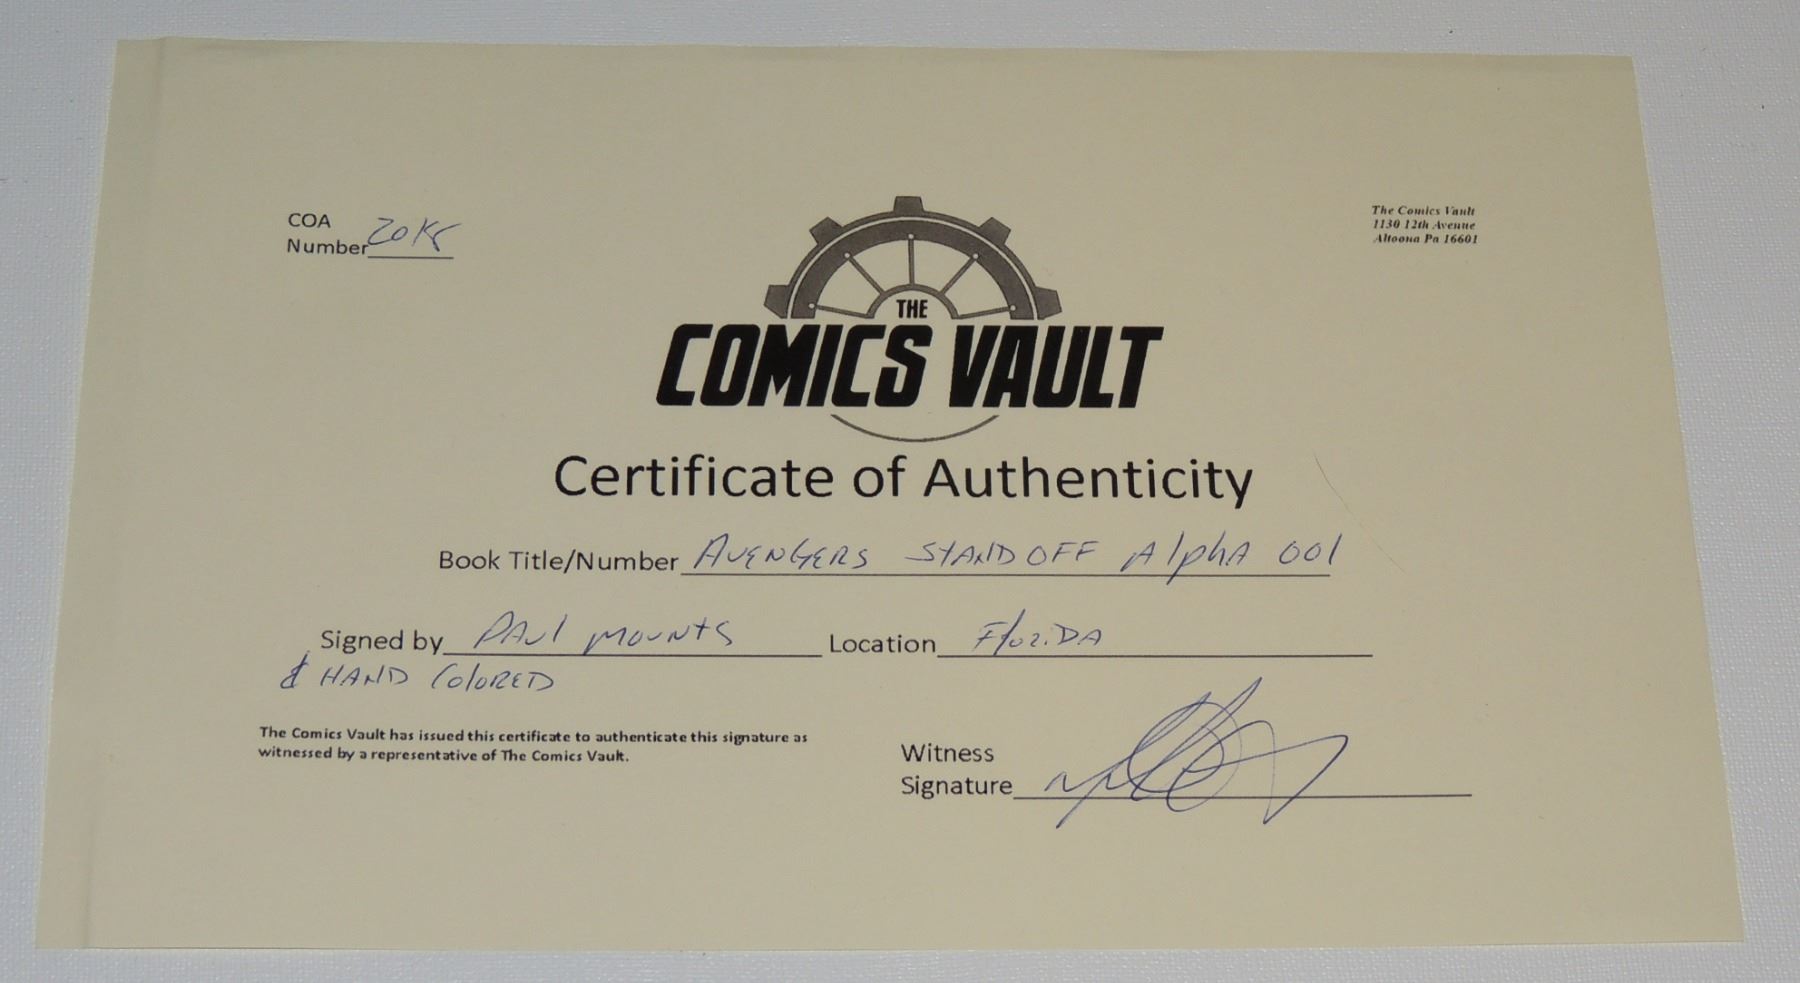 COA
Number
The Comics Vault
1130 12th Avenue
Altoona Pa 16601
THE
COMICS VAULT
Certificate of Authenticity
Book Title/Number AVENGERS STANDOFF Alpha 001
Signed by PAul MOUNTS Location FloRiDA
& HAND COlORED
The Comics Vault has issued this certificate to authenticate this signature as
witnessed by a representative of The Comics Vault.
Witness
Signature